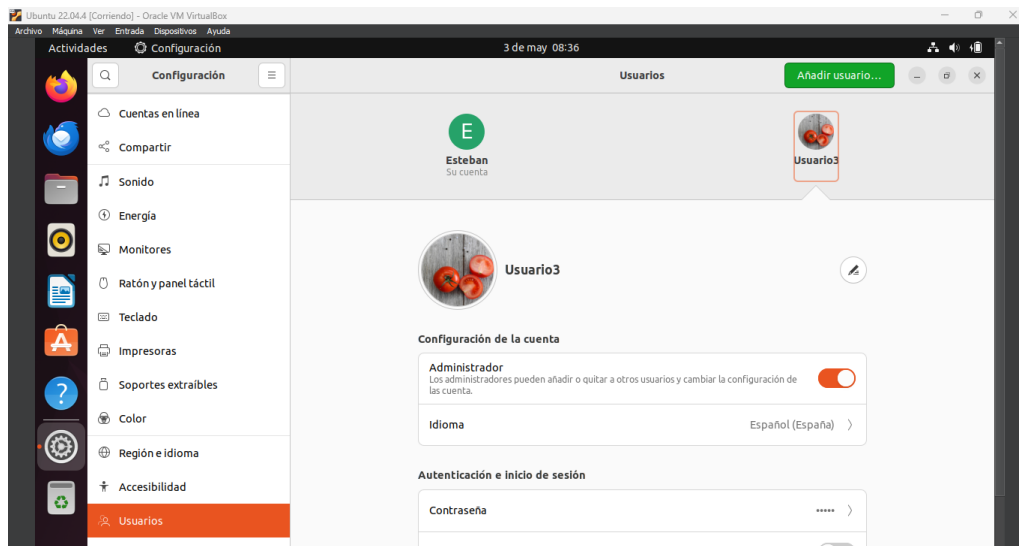 Ubuntu 22.04.4 [Corriendo] - Oracle VM VirtualBox
Archivo Máquina Ver Entrada Dispositivos Ayuda
Actividades Configuración 3 de may 08:36
Configuración Usuarios Añadir usuario...
Cuentas en línea
Compartir
Sonido
Energía
Monitores
Ratón y panel táctil
Teclado
Impresoras
Soportes extraíbles
Color
Región e idioma
Accesibilidad
Usuarios
E
Esteban
Su cuenta
Usuario3
Usuario3
Configuración de la cuenta
Administrador
Los administradores pueden añadir o quitar a otros usuarios y cambiar la configuración de
las cuenta.
Idioma Español (España)
Autenticación e inicio de sesión
Contraseña •••••